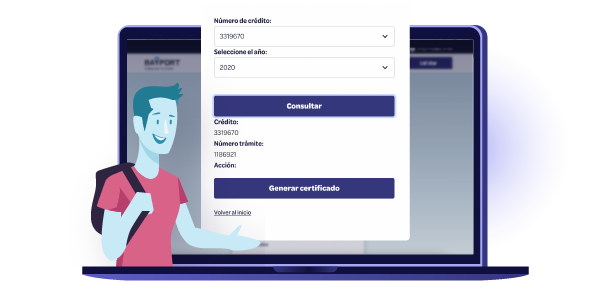 Número de crédito:
3319670
Seleccione el año:
2020
BAYPORT
Consultar
Crédito:
3319670
Número trámite:
1186921
Acción:
Generar certificado
Volver al inicio